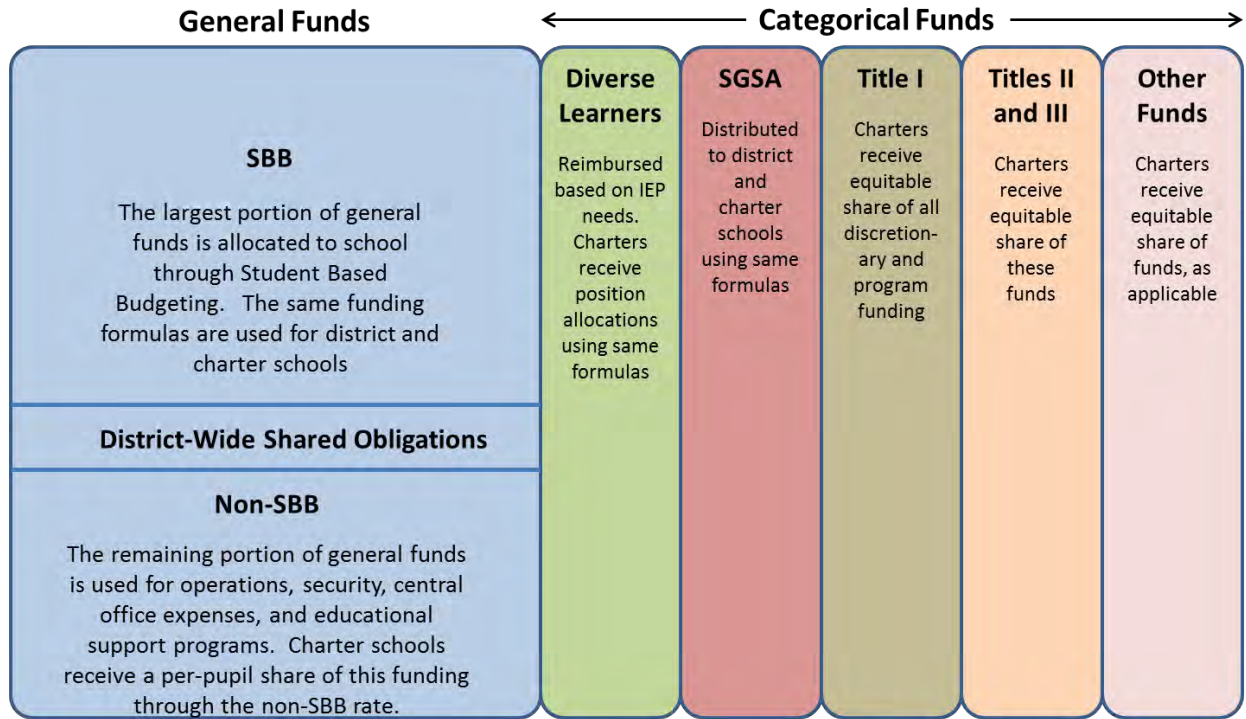 General Funds
Categorical Funds
SBB
The largest portion of general
funds is allocated to school
through Student Based
Budgeting.  The same funding
formulas are used for district and
charter schools
District-Wide Shared Obligations
Non-SBB
The remaining portion of general funds
is used for operations, security, central
office expenses, and educational
support programs.  Charter schools
receive a per-pupil share of this funding
through the non-SBB rate.
Diverse
Learners
Reimbursed
based on IEP
needs.
Charters
receive
position
allocations
using same
formulas
SGSA
Distributed
to district
and
charter
schools
using same
formulas
Title I
Charters
receive
equitable
share of all
discretion-
ary and
program
funding
Titles II
and III
Charters
receive
equitable
share of
these
funds
Other
Funds
Charters
receive
equitable
share of
funds, as
applicable